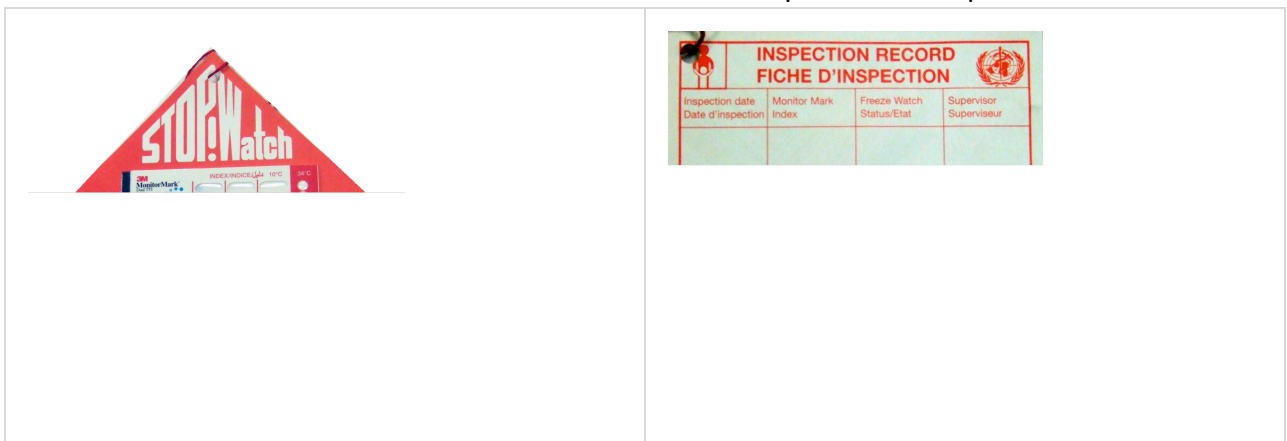 STOP!Watch
3M
MonitorMark
INDEX/INDICE/دليل 10°C 34°C
INSPECTION RECORD
FICHE D'INSPECTION
Inspection date Monitor Mark Freeze Watch Supervisor
Date d'inspection Index Status/Etat Superviseur